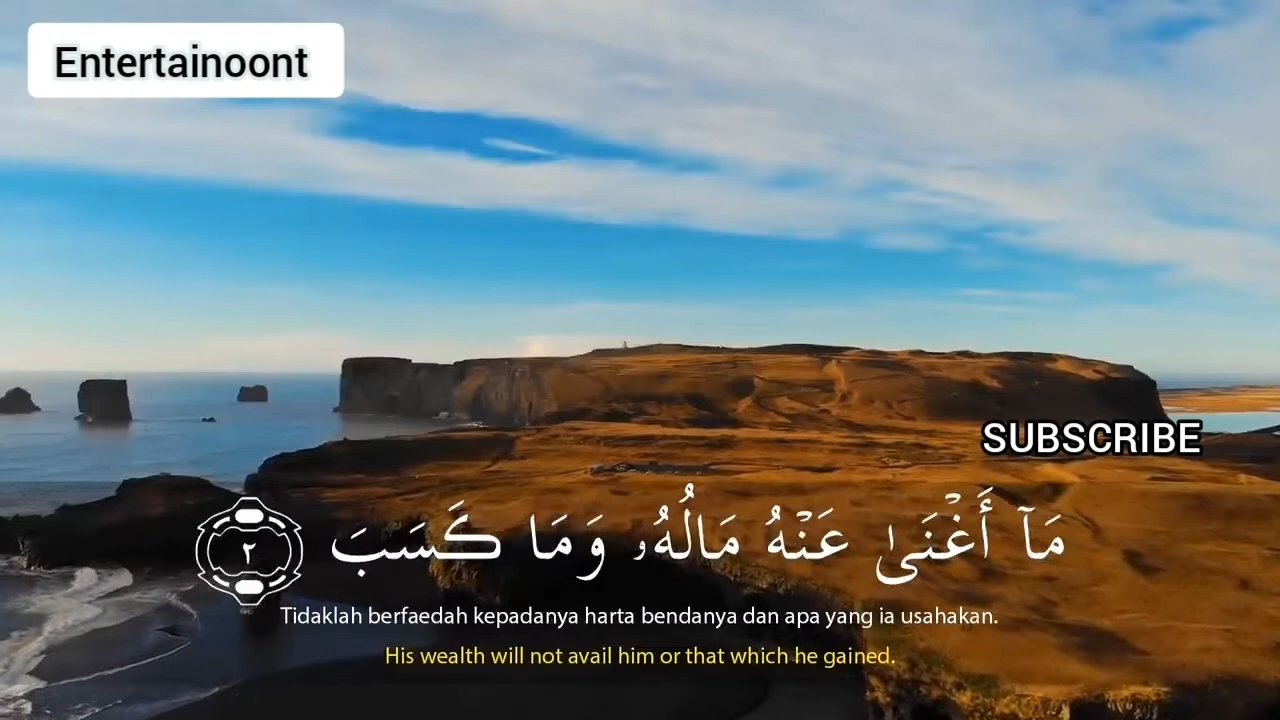 Entertainoont
SUBSCRIBE
مَآ أَغْنَىٰ عَنْهُ مَالُهُۥ وَمَا كَسَبَ ٢
Tidaklah berfaedah kepadanya harta bendanya dan apa yang ia usahakan.
His wealth will not avail him or that which he gained.